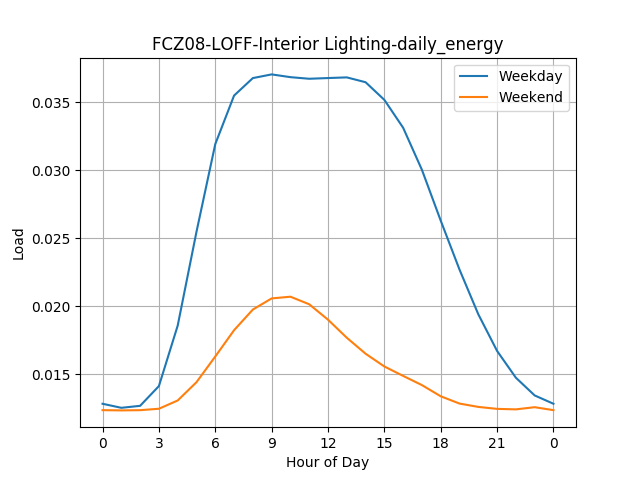 FCZ08-LOFF-Interior Lighting-daily_energy
Weekday
Weekend
0.035
0.030
0.025
0.020
0.015
Load
0 3 6 9 12 15 18 21 0
Hour of Day